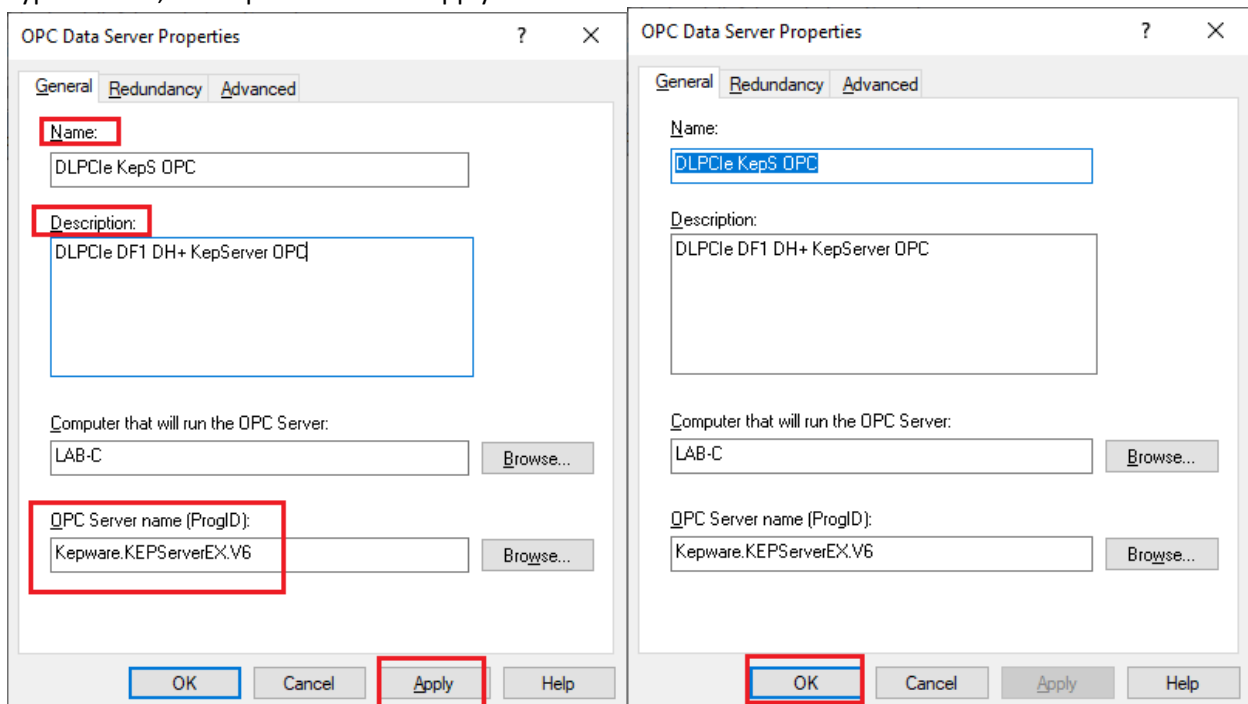 OPC Data Server Properties ? ×
General Redundancy Advanced
Name:
DLPCIe KepS OPC
Description:
DLPCIe DF1 DH+ KepServer OPC
Computer that will run the OPC Server:
LAB-C
Browse...
OPC Server name (ProgID):
Kepware.KEPServerEX.V6
Browse...
OK Cancel Apply Help
OPC Data Server Properties ? ×
General Redundancy Advanced
Name:
DLPCIe KepS OPC
Description:
DLPCIe DF1 DH+ KepServer OPC
Computer that will run the OPC Server:
LAB-C
Browse...
OPC Server name (ProgID):
Kepware.KEPServerEX.V6
Browse...
OK Cancel Apply Help